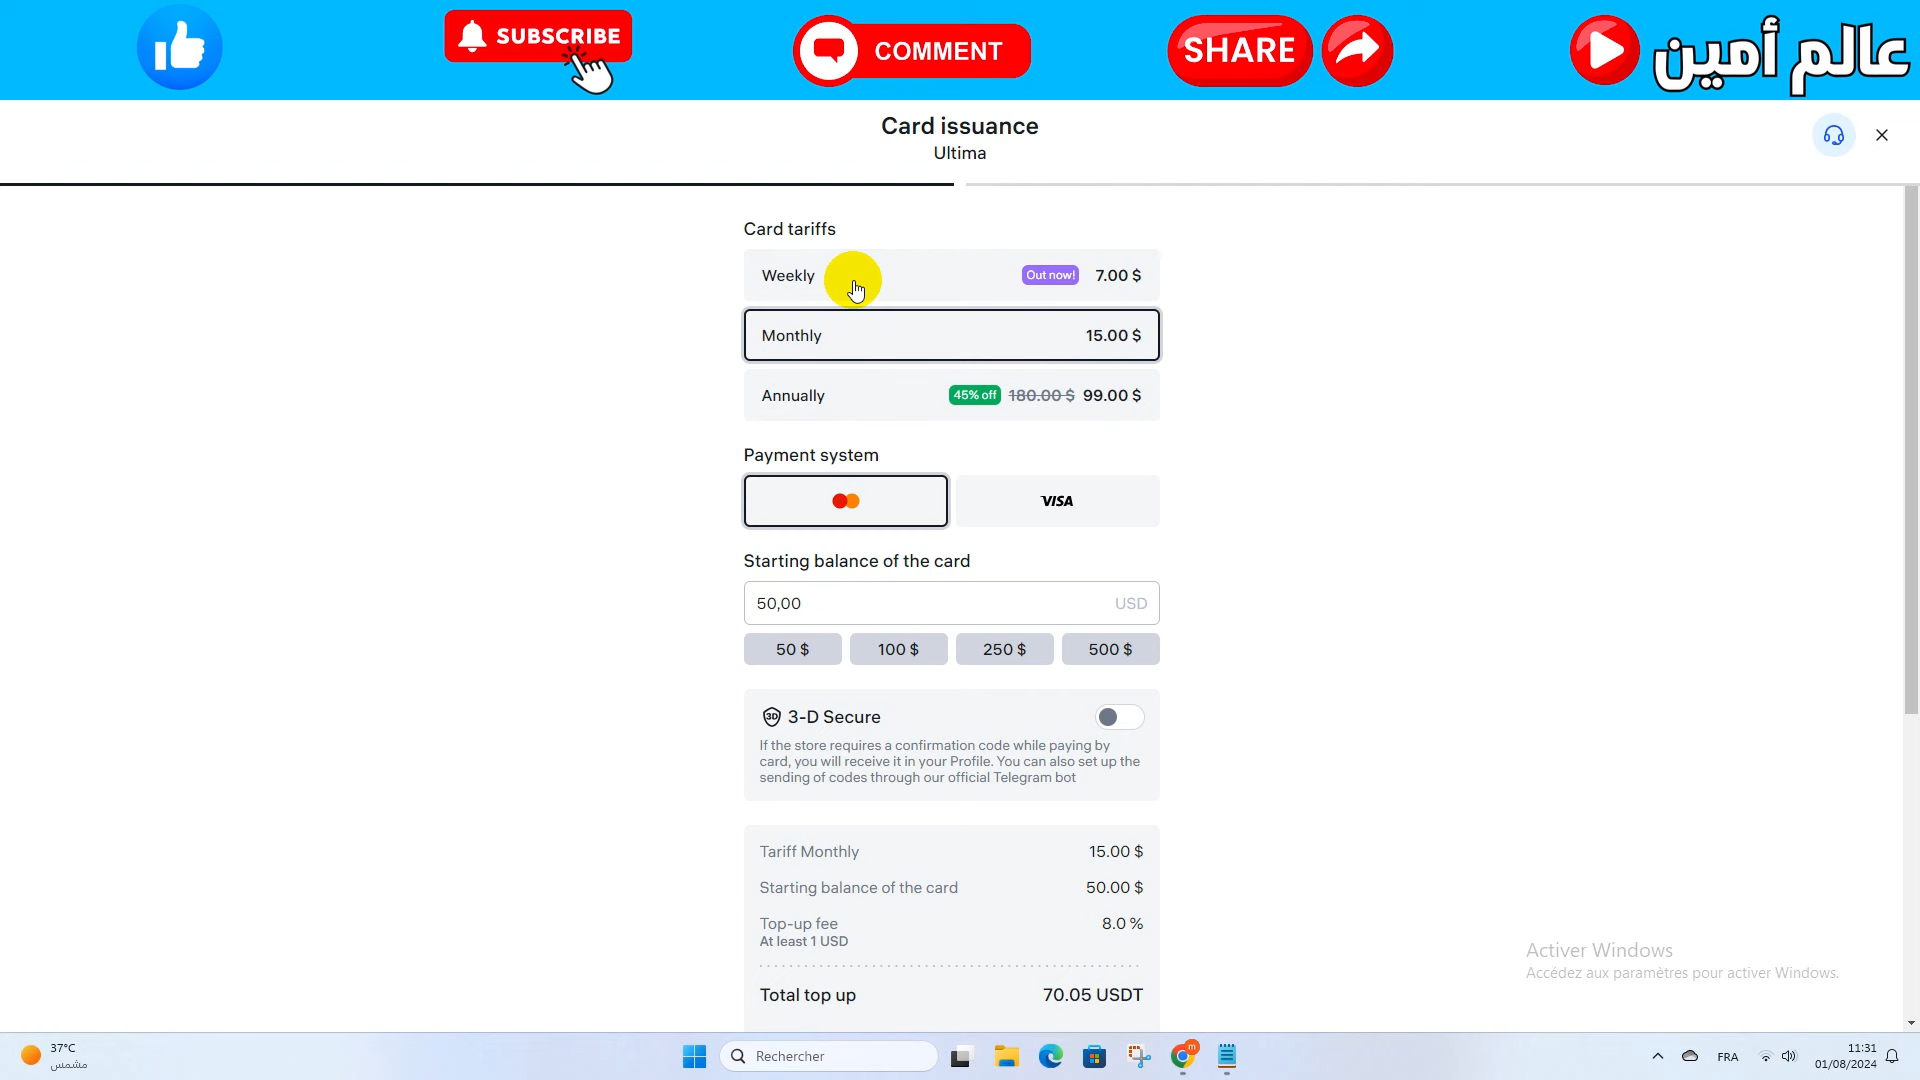 SUBSCRIBE
COMMENT
SHARE
عالم أمين
Card issuance
Ultima
Card tariffs
Weekly Out now! 7.00 $
Monthly 15.00 $
Annually 45% off 180.00 $ 99.00 $
Payment system
VISA
Starting balance of the card
50,00 USD
50 $ 100 $ 250 $ 500 $
3D 3-D Secure
If the store requires a confirmation code while paying by
card, you will receive it in your Profile. You can also set up the
sending of codes through our official Telegram bot
Tariff Monthly 15.00 $
Starting balance of the card 50.00 $
Top-up fee 8.0 %
At least 1 USD
Total top up 70.05 USDT
Activer Windows
Accédez aux paramètres pour activer Windows.
37°C
مشمس
Rechercher
m
FRA
11:31
01/08/2024